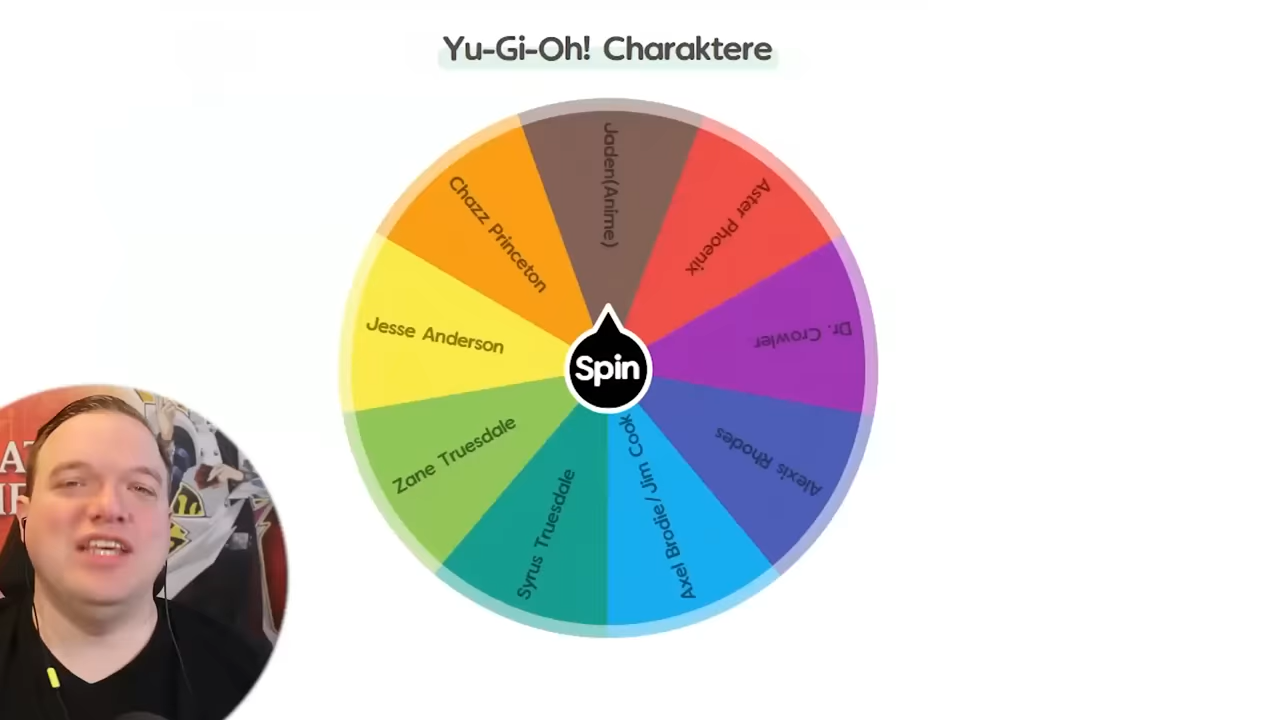 Yu-Gi-Oh! Charaktere
Jaden(Anime)
Aster Phoenix
Dr. Crowler
Alexis Rhodes
Axel Brodie/ Jim Cook
Syrus Truesdale
Zane Truesdale
Jesse Anderson
Chazz Princeton
Spin